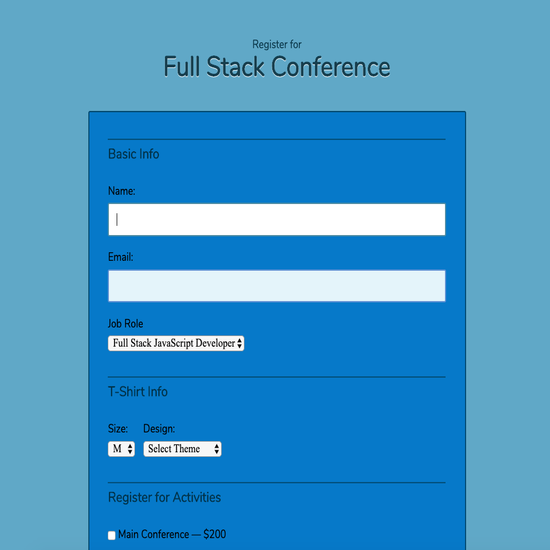 Register for
Full Stack Conference
Basic Info
Name:
Email:
Job Role
Full Stack JavaScript Developer
T-Shirt Info
Size: Design:
M Select Theme
Register for Activities
Main Conference — $200